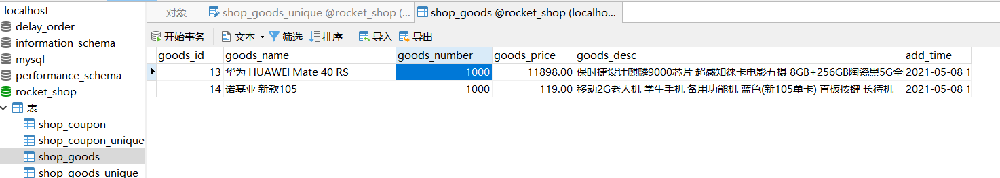 localhost
delay_order
information_schema
mysql
performance_schema
rocket_shop
表
shop_coupon
shop_coupon_unique
shop_goods
shop_goods_unique
对象 shop_goods_unique @rocket_shop (... shop_goods @rocket_shop (localho...
开始事务 文本 筛选 排序 导入 导出
goods_id goods_name goods_number goods_price goods_desc add_time
13 华为 HUAWEI Mate 40 RS 1000 11898.00 保时捷设计麒麟9000芯片 超感知徕卡电影五摄 8GB+256GB陶瓷黑5G全 2021-05-08 1
14 诺基亚 新款105 1000 119.00 移动2G老人机 学生手机 备用功能机 蓝色(新105单卡) 直板按键 长待机 2021-05-08 1